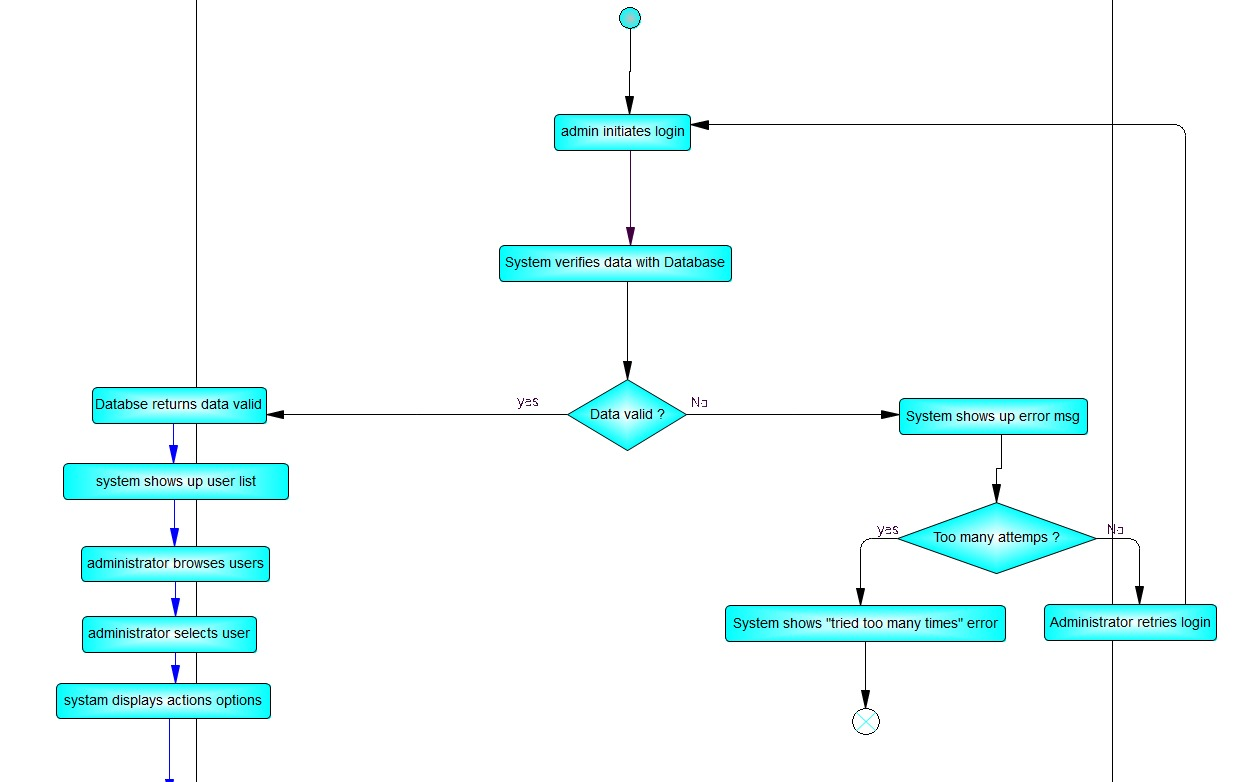 admin initiates login
System verifies data with Database
Data valid ?
yes
No
Databse returns data valid
System shows up error msg
system shows up user list
Too many attemps ?
yes
No
administrator browses users
administrator selects user
System shows "tried too many times" error
Administrator retries login
systam displays actions options